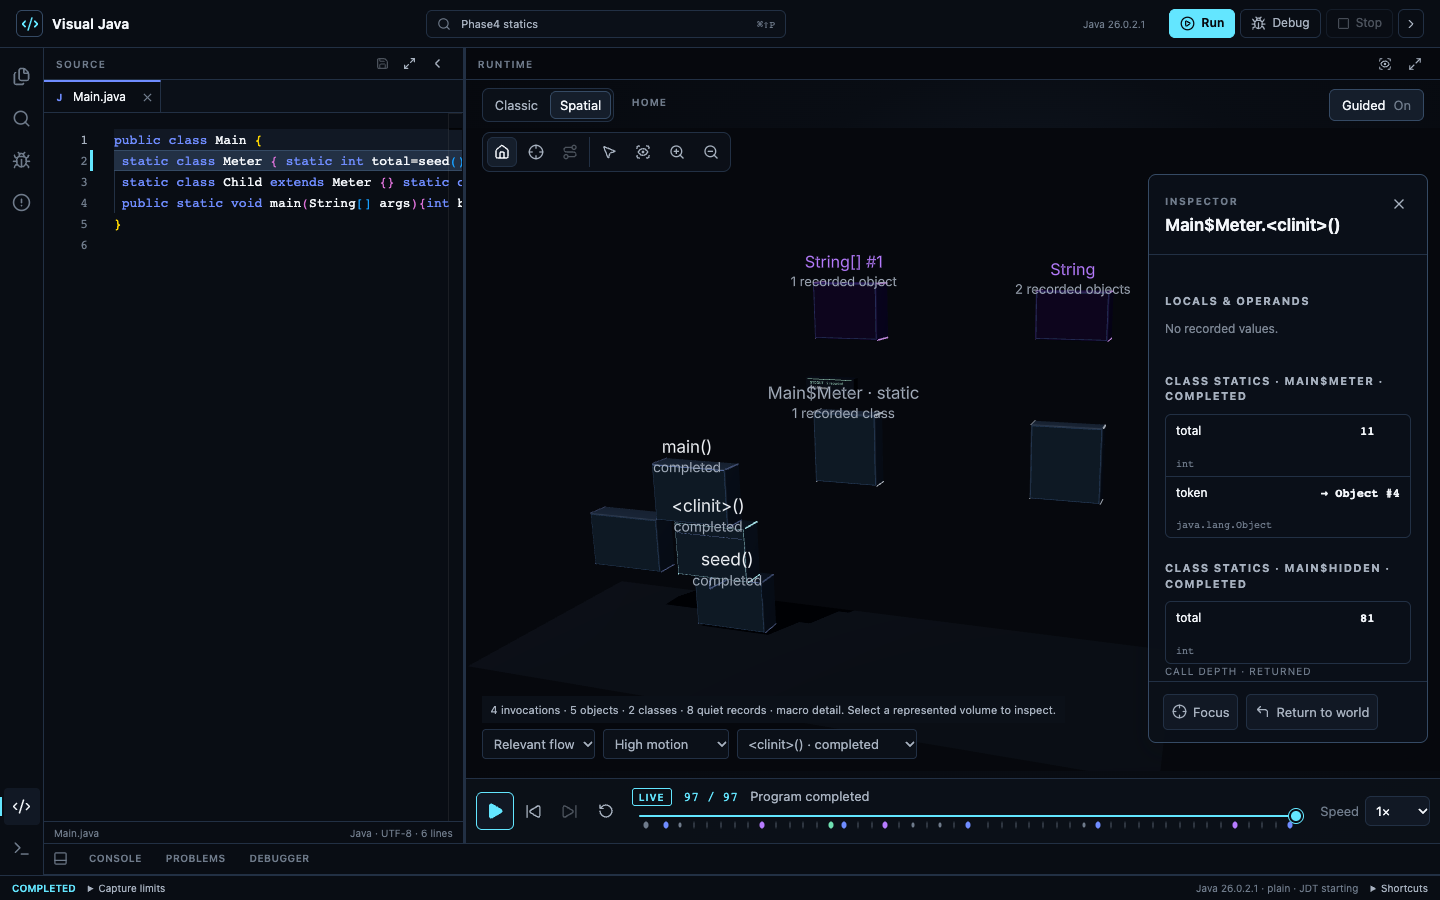 Visual Java
Phase4 statics
⌘⇧P
Java 26.0.2.1
Run
Debug
Stop
SOURCE
RUNTIME
J Main.java
Classic
Spatial
HOME
Guided On
1 public class Main {
2 static class Meter { static int total=seed()
3 static class Child extends Meter {} static
4 public static void main(String[] args){int
5 }
6
INSPECTOR
Main$Meter.<clinit>()
LOCALS & OPERANDS
No recorded values.
CLASS STATICS · MAIN$METER ·
COMPLETED
total 11
int
token → Object #4
java.lang.Object
CLASS STATICS · MAIN$HIDDEN ·
COMPLETED
total 81
int
CALL DEPTH · RETURNED
Focus
Return to world
String[] #1
1 recorded object
String
2 recorded objects
Main$Meter · static
1 recorded class
main()
completed
<clinit>()
completed
seed()
completed
4 invocations · 5 objects · 2 classes · 8 quiet records · macro detail. Select a represented volume to inspect.
Relevant flow
High motion
<clinit>() · completed
LIVE
97 / 97
Program completed
Speed
1×
Main.java
Java · UTF-8 · 6 lines
CONSOLE
PROBLEMS
DEBUGGER
COMPLETED
Capture limits
Java 26.0.2.1 · plain · JDT starting
Shortcuts